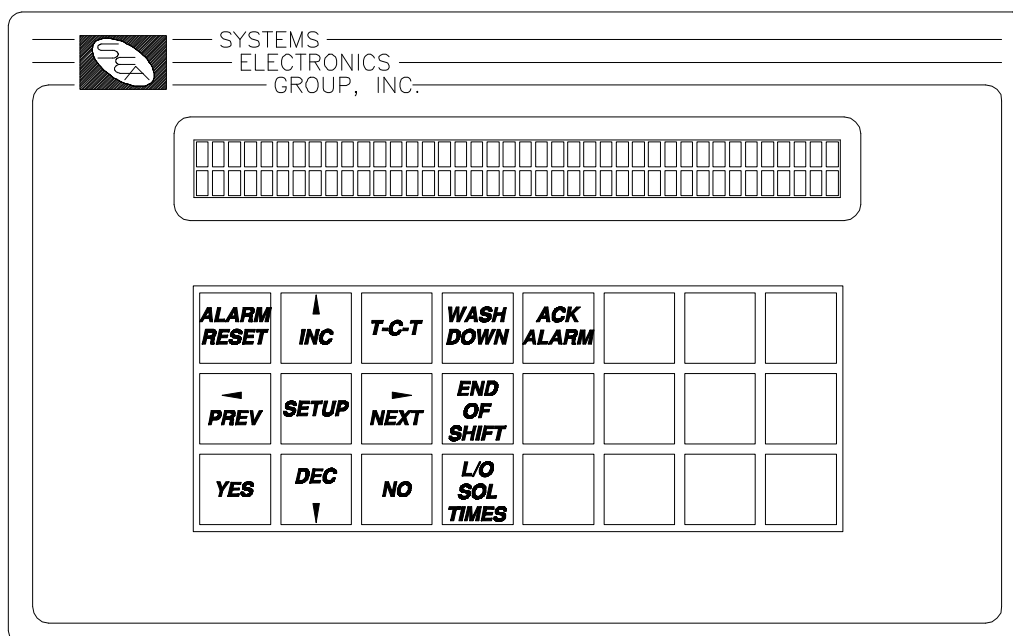 SYSTEMS
ELECTRONICS
GROUP, INC.
ALARM
RESET
INC
T-C-T
WASH
DOWN
ACK
ALARM
PREV
SETUP
NEXT
END
OF
SHIFT
YES
DEC
NO
L/O
SOL
TIMES